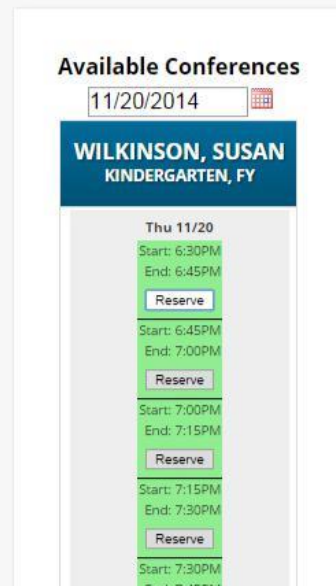 Available Conferences
11/20/2014
WILKINSON, SUSAN
KINDERGARTEN, FY
Thu 11/20
Start: 6:30PM
End: 6:45PM
Reserve
Start: 6:45PM
End: 7:00PM
Reserve
Start: 7:00PM
End: 7:15PM
Reserve
Start: 7:15PM
End: 7:30PM
Reserve
Start: 7:30PM